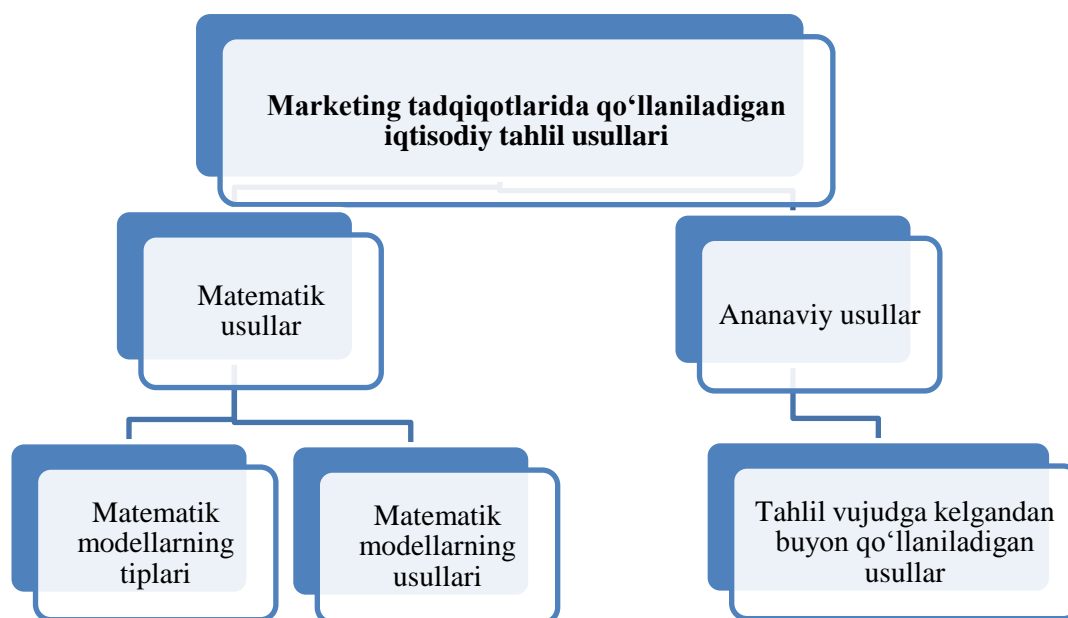 Marketing tadqiqotlarida qo‘llaniladigan
iqtisodiy tahlil usullari
Matematik
usullar
Ananaviy usullar
Matematik
modellarning
tiplari
Matematik
modellarning
usullari
Tahlil vujudga kelgandan
buyon qo‘llaniladigan
usullar